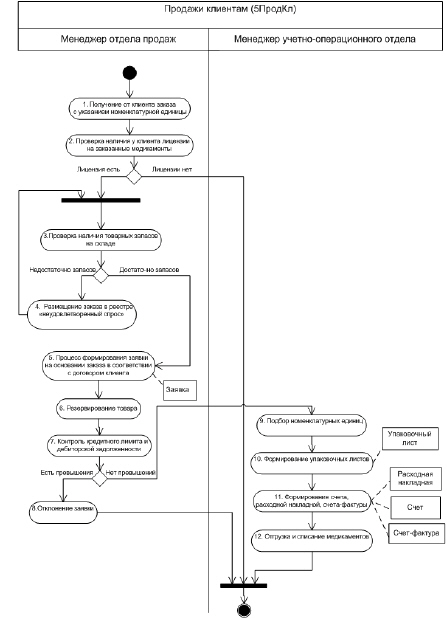 Продажи клиентам (5ПродКл)
Менеджер отдела продаж
Менеджер учетно-операционного отдела
1. Получение от клиента заказа
с указанием номенклатурной единицы
2. Проверка наличия у клиента лицензии
на заказанные медикаменты
Лицензия есть
Лицензии нет
3.Проверка наличия товарных запасов
на складе
Недостаточно запасов
Достаточно запасов
4. Размещение заказа в реестре
«неудовлетворенный спрос»
5. Процесс формирования заявки
на основании заказа в соответствии
с договором клиента
Заявка
6. Резервирование товара
7. Контроль кредитного лимита и
дебиторской задолженности
Есть превышения
Нет превышений
8.Отклонение заявки
9. Подбор номенклатурных единиц
Упаковочный
лист
10. Формирование упаковочных листов
Расходная
накладная
11. Формирование счета,
расходной накладной, счета-фактуры
Счет
Счет-фактура
12. Отгрузка и списание медикаментов